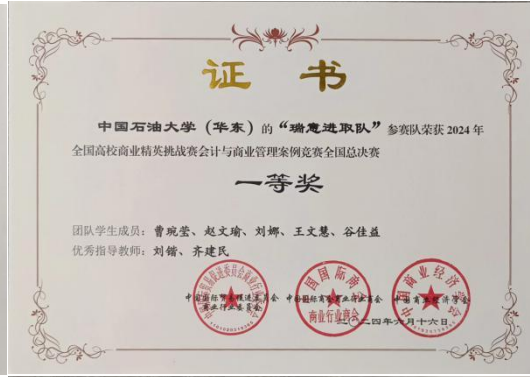 证 书
中国石油大学（华东）的“瑞意进取队”参赛队荣获2024年
全国高校商业精英挑战赛会计与商业管理案例竞赛全国总决赛
一等奖
团队学生成员：曹琬莹、赵文瑜、刘娜、王文慧、谷佳益
优秀指导教师：刘锴、齐建民
中国国际贸易促进委员会 中国国际商会商业行业商会 中国商业经济学会
商业行业委员会
商业行业商会
二〇二四年六月十六日